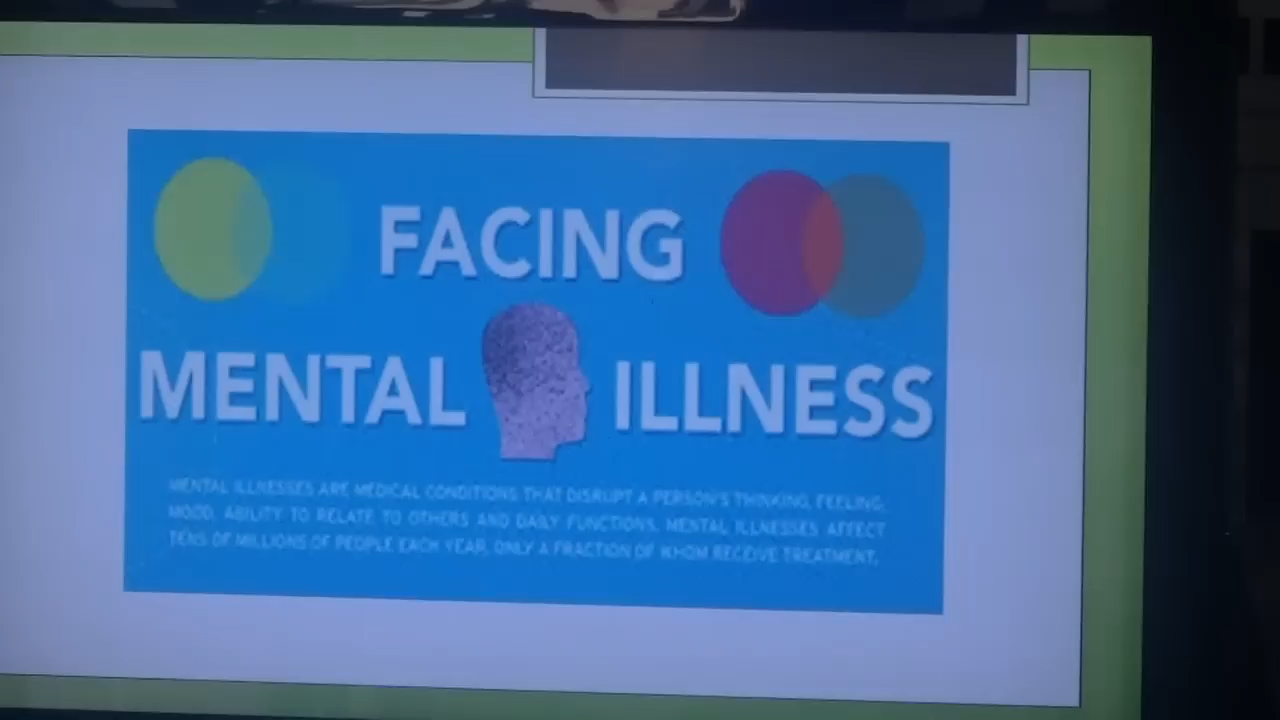 FACING
MENTAL ILLNESS
MENTAL ILLNESSES ARE MEDICAL CONDITIONS THAT DISRUPT A PERSON'S THINKING, FEELING,
MOOD, ABILITY TO RELATE TO OTHERS AND DAILY FUNCTIONS. MENTAL ILLNESSES AFFECT
TENS OF MILLIONS OF PEOPLE EACH YEAR, ONLY A FRACTION OF WHOM RECEIVE TREATMENT.